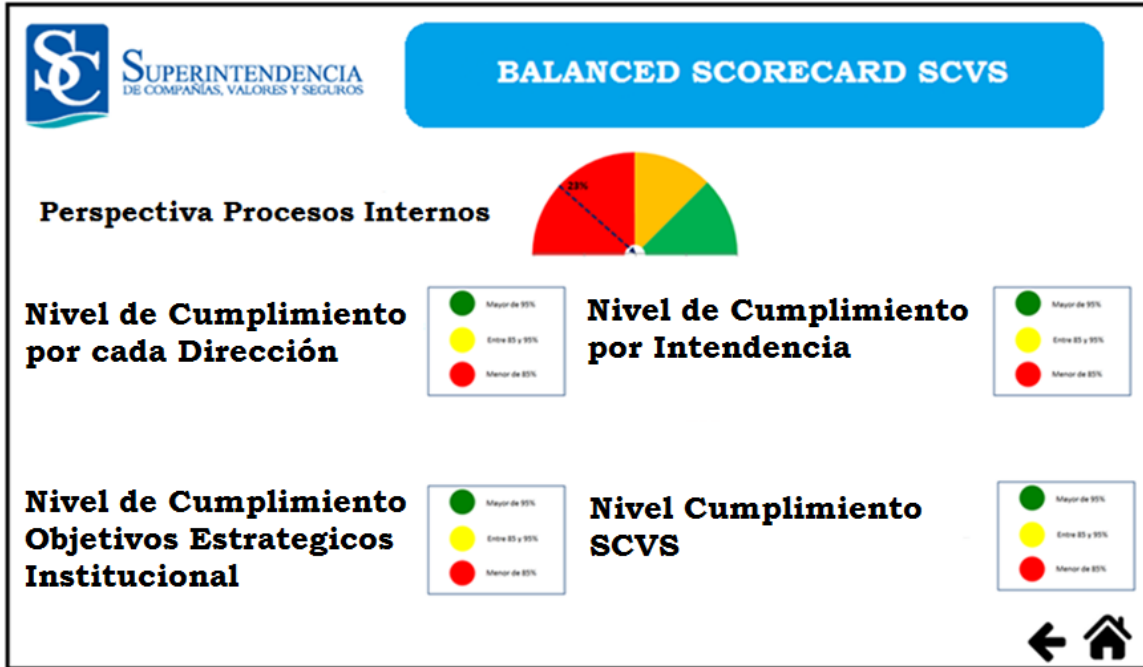 SC
SUPERINTENDENCIA
DE COMPAÑÍAS, VALORES Y SEGUROS
BALANCED SCORECARD SCVS
23%
Perspectiva Procesos Internos
Nivel de Cumplimiento
por cada Dirección
Mayor de 95%
Entre 85 y 95%
Menor de 85%
Nivel de Cumplimiento
por Intendencia
Mayor de 95%
Entre 85 y 95%
Menor de 85%
Nivel de Cumplimiento
Objetivos Estrategicos
Institucional
Mayor de 95%
Entre 85 y 95%
Menor de 85%
Nivel Cumplimiento
SCVS
Mayor de 95%
Entre 85 y 95%
Menor de 85%